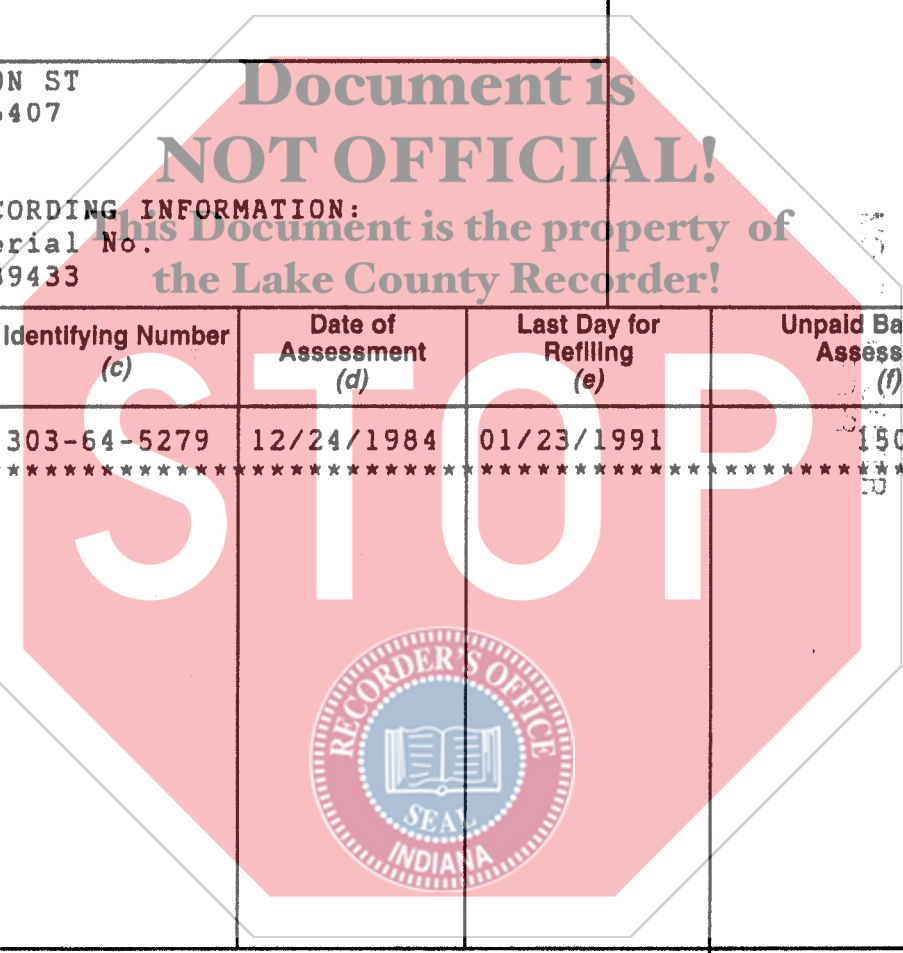 ON ST
407
Document is
NOT OFFICIAL!
CORDING INFORMATION:
This Document is the property of
erial No.
39433
the Lake County Recorder!
Identifying Number
(c)
Date of
Assessment
(d)
Last Day for
Refiling
(e)
Unpaid Ba
Assess
(f)
303-64-5279 12/24/1984 01/23/1991 150
STOP
RECORDER'S OFFICE
SEAL
INDIANA